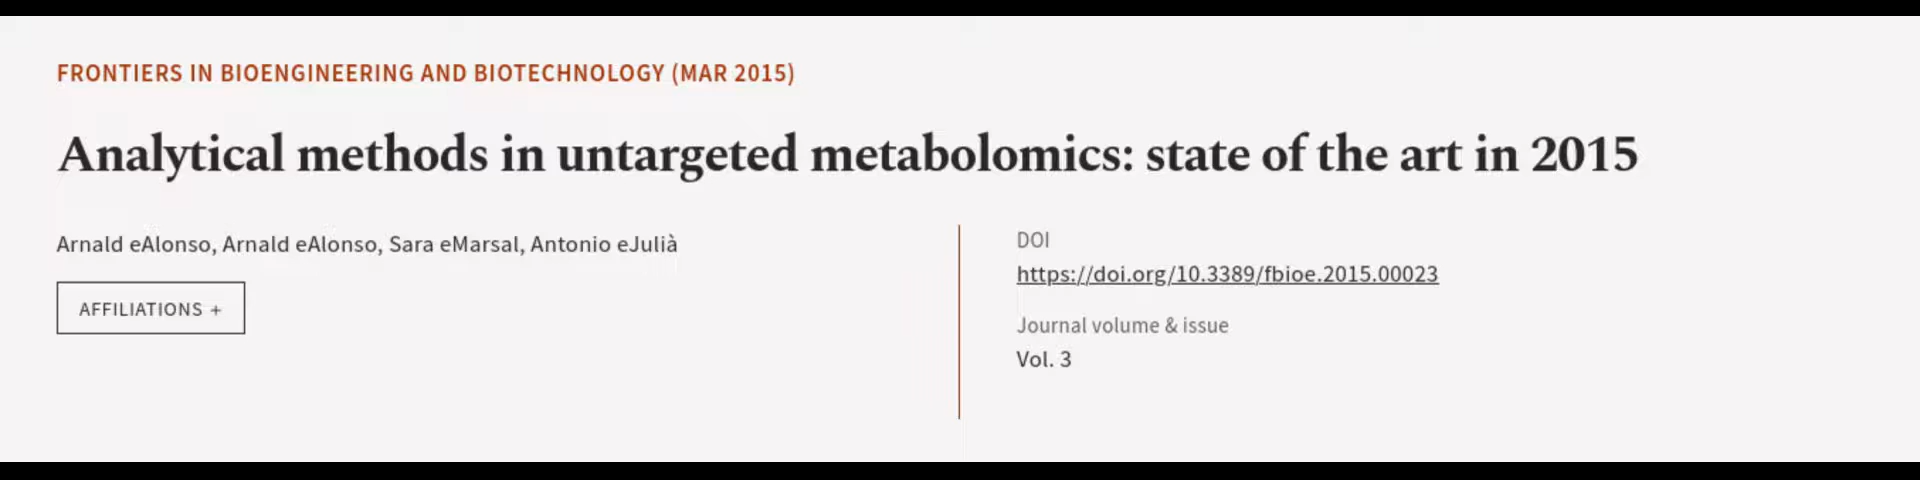 FRONTIERS IN BIOENGINEERING AND BIOTECHNOLOGY (MAR 2015)
Analytical methods in untargeted metabolomics: state of the art in 2015
Arnald eAlonso, Arnald eAlonso, Sara eMarsal, Antonio eJulià
AFFILIATIONS +
DOI
https://doi.org/10.3389/fbioe.2015.00023
Journal volume & issue
Vol. 3